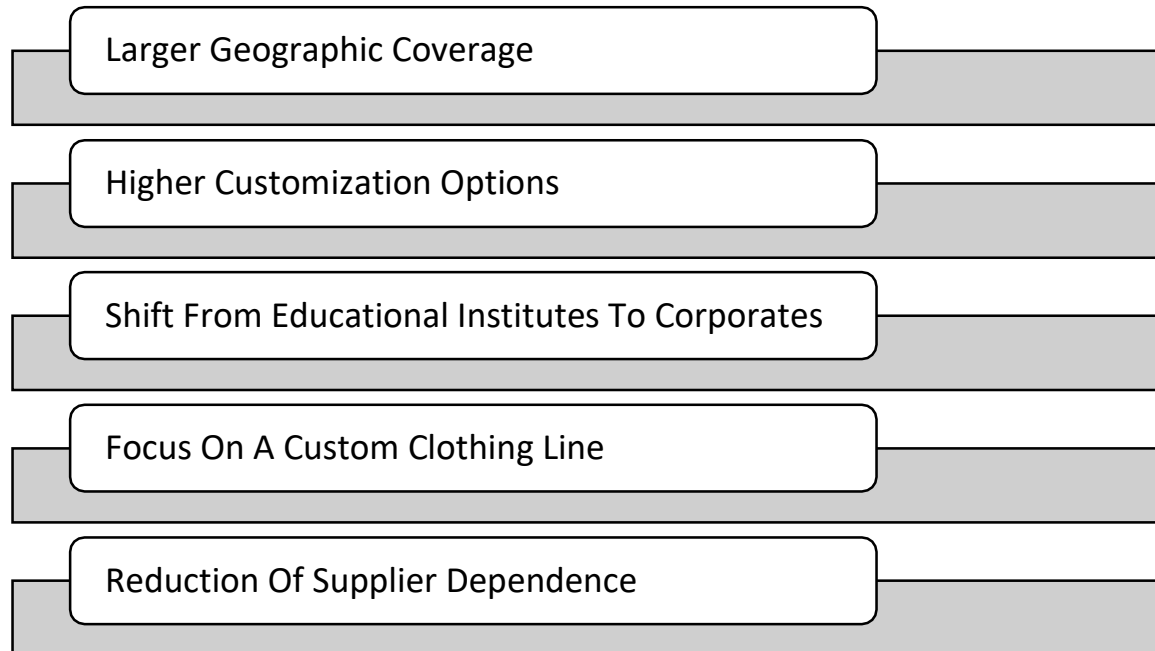 Larger Geographic Coverage
Higher Customization Options
Shift From Educational Institutes To Corporates
Focus On A Custom Clothing Line
Reduction Of Supplier Dependence